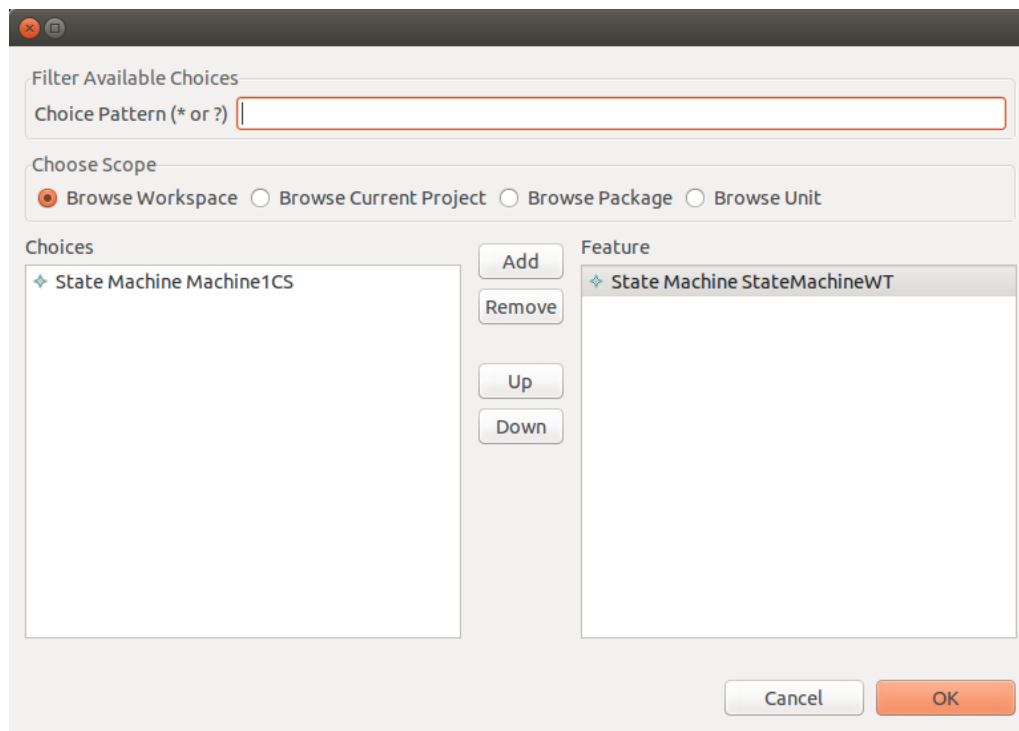 Filter Available Choices
Choice Pattern (* or ?)
Choose Scope
Browse Workspace Browse Current Project Browse Package Browse Unit
Choices
State Machine Machine1CS
Add
Remove
Up
Down
Feature
State Machine StateMachineWT
Cancel OK